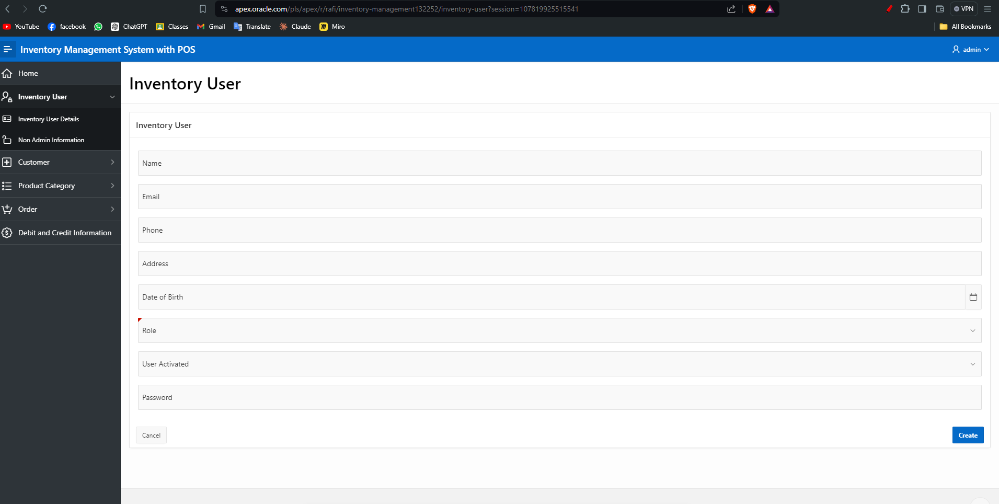 apex.oracle.com/pls/apex/r/rafi/inventory-management132252/inventory-user?session=107819925515541
VPN
YouTube facebook ChatGPT Classes Gmail Translate Claude Miro All Bookmarks
Inventory Management System with POS admin
Home
Inventory User
Inventory User Details
Non Admin Information
Customer
Product Category
Order
Debit and Credit Information
Inventory User
Inventory User
Name
Email
Phone
Address
Date of Birth
Role
User Activated
Password
Cancel Create